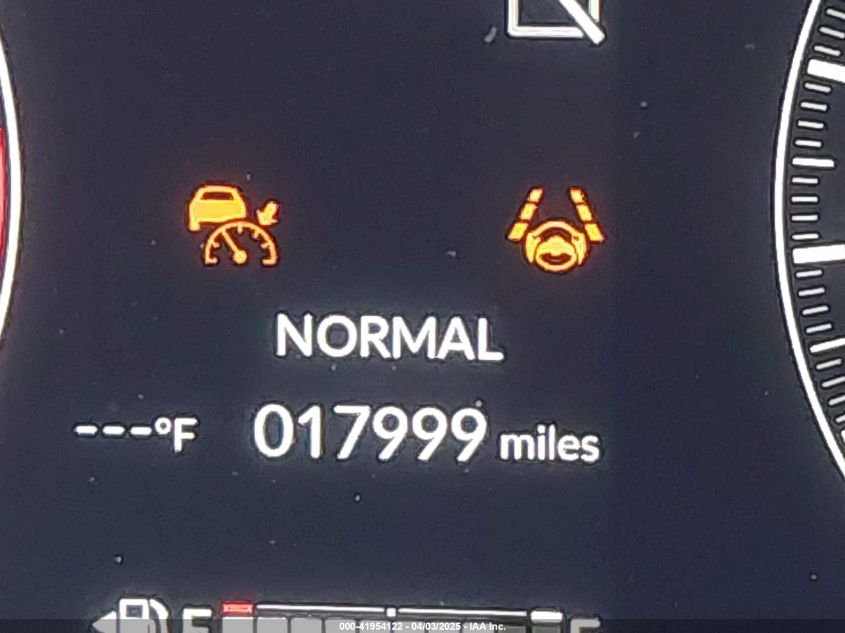 NORMAL
---°F 017999 miles
E F
000-41954122 - 04/03/2025 - IAA Inc.